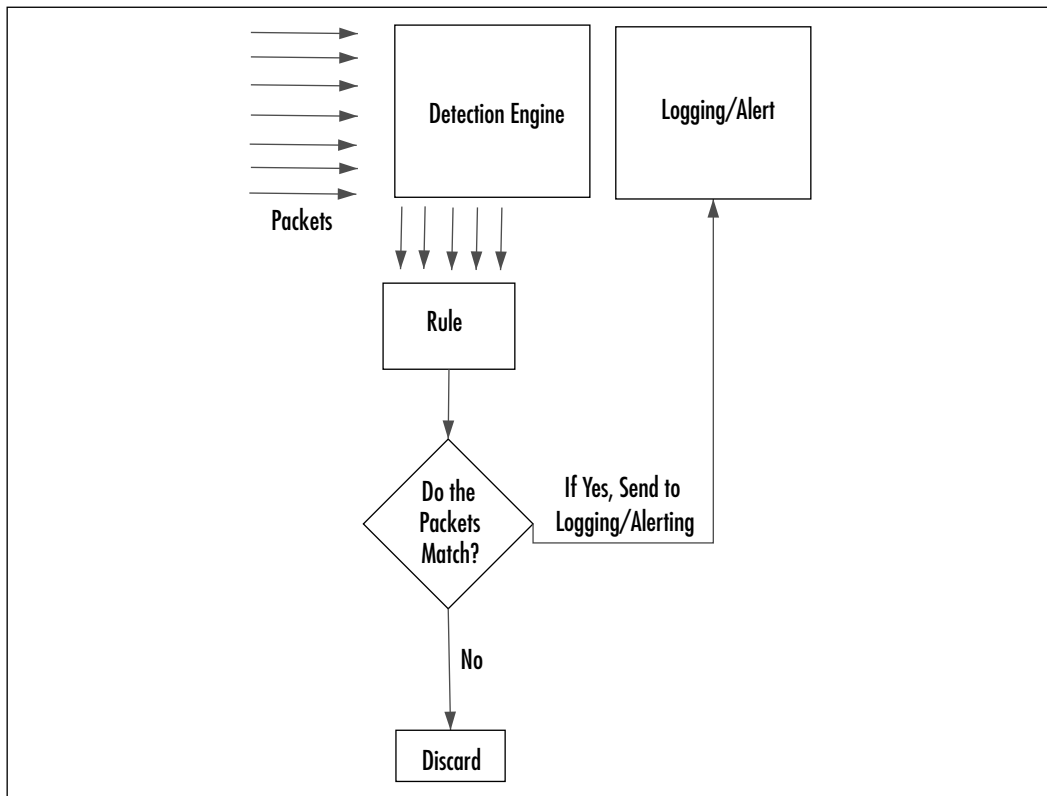 Detection Engine
Logging/Alert
Packets
Rule
Do the
Packets
Match?
If Yes, Send to
Logging/Alerting
No
Discard